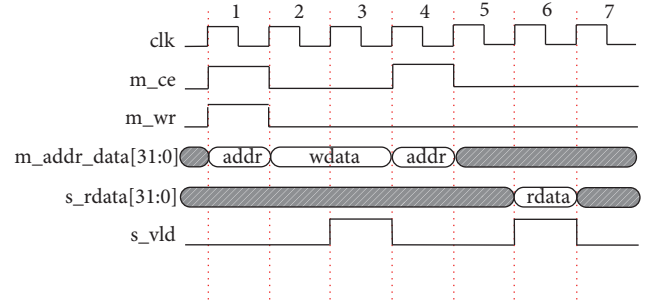 1 2 3 4 5 6 7
clk
m_ce
m_wr
m_addr_data[31:0] addr wdata addr
s_rdata[31:0] rdata
s_vld